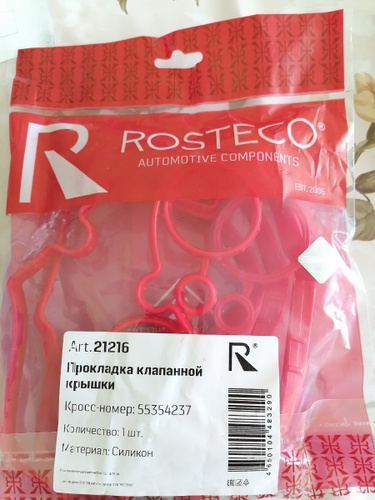 ROSTECO®
AUTOMOTIVE COMPONENTS
EST. 2006
Art. 21216
Прокладка клапанной
крышки
Кросс-номер: 55354237
Количество: 1 шт.
Материал: Силикон
R®
4650104483290
EAC